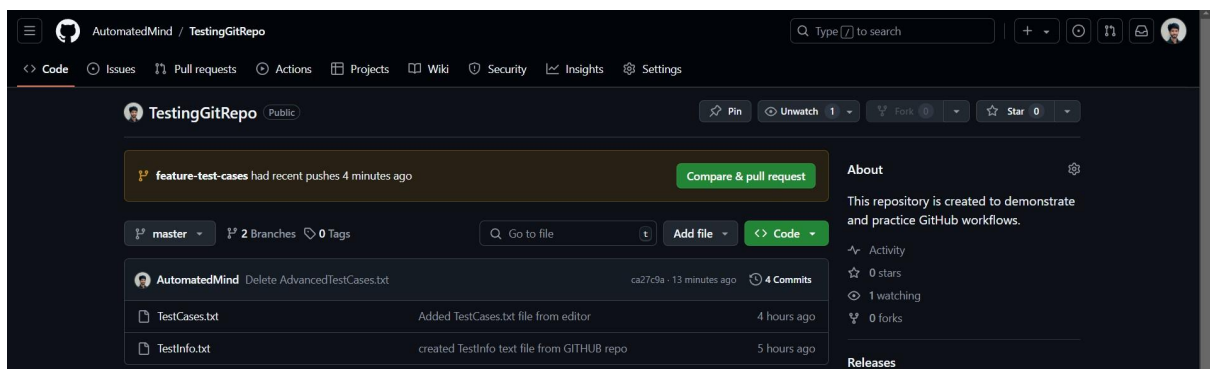 AutomatedMind / TestingGitRepo
Type / to search
Code Issues Pull requests Actions Projects Wiki Security Insights Settings
TestingGitRepo Public
Pin Unwatch 1 Fork 0 Star 0
feature-test-cases had recent pushes 4 minutes ago
Compare & pull request
About
This repository is created to demonstrate
and practice GitHub workflows.
master 2 Branches 0 Tags
Go to file t
Add file Code
Activity
0 stars
1 watching
0 forks
AutomatedMind Delete AdvancedTestCases.txt
ca27c9a · 13 minutes ago 4 Commits
TestCases.txt Added TestCases.txt file from editor 4 hours ago
TestInfo.txt created TestInfo text file from GITHUB repo 5 hours ago
Releases